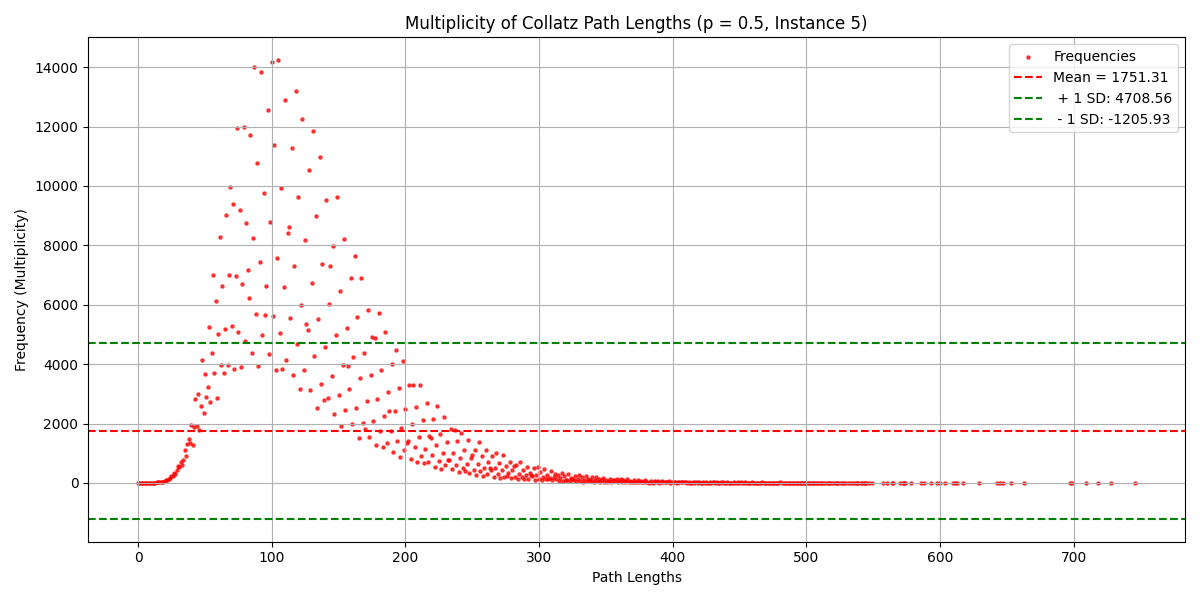 Multiplicity of Collatz Path Lengths (p = 0.5, Instance 5)
Frequencies
Mean = 1751.31
+ 1 SD: 4708.56
- 1 SD: -1205.93
Frequency (Multiplicity)
14000
12000
10000
8000
6000
4000
2000
0
0 100 200 300 400 500 600 700
Path Lengths